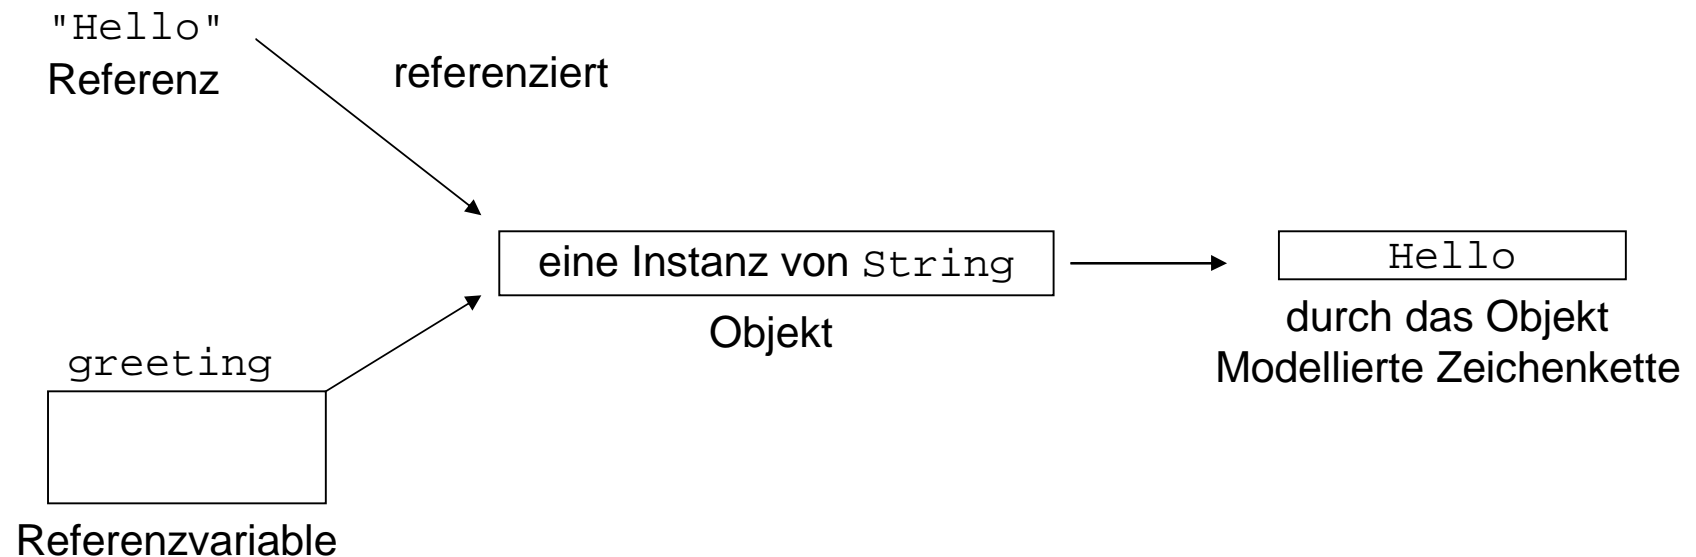 "Hello"
Referenz
referenziert
eine Instanz von String
Objekt
Hello
durch das Objekt
Modellierte Zeichenkette
greeting
Referenzvariable